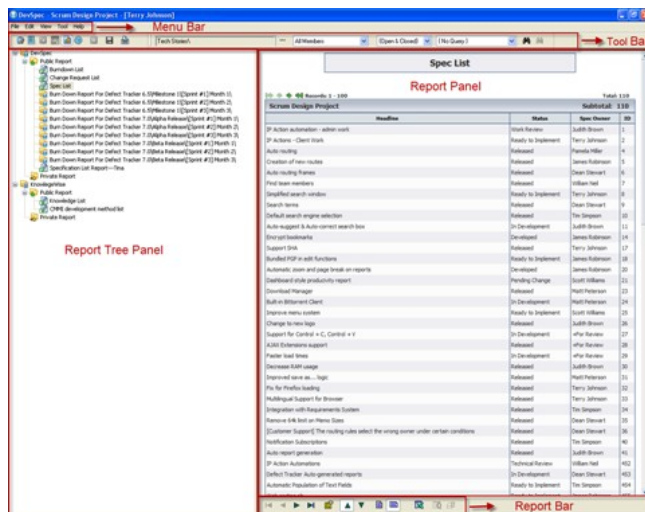 DevSpec - Scrum Design Project - [Terry Johnson]
File Edit View Tool Help
Menu Bar
[Tech Stories\
All Members
(Open & Closed)
( No Query )
Tool Bar
DevSpec
Public Report
Burndown List
Change Request List
Spec List
Burn Down Report For Defect Tracker 6.5\[Milestone 1\[Sprint #1] Month 1\
Burn Down Report For Defect Tracker 6.5\[Milestone 1\[Sprint #2] Month 2\
Burn Down Report For Defect Tracker 6.5\[Milestone 1\[Sprint #3] Month 3\
Burn Down Report For Defect Tracker 7.0\[Alpha Release\[Sprint #1] Month 1\
Burn Down Report For Defect Tracker 7.0\[Alpha Release\[Sprint #2] Month 2\
Burn Down Report For Defect Tracker 7.0\[Alpha Release\[Sprint #3] Month 3\
Burn Down Report For Defect Tracker 7.0\[Beta Release\[Sprint #1] Month 1\
Burn Down Report For Defect Tracker 7.0\[Beta Release\[Sprint #2] Month 2\
Burn Down Report For Defect Tracker 7.0\[Beta Release\[Sprint #3] Month 3\
Specification List Report---Tina
Private Report
KnowledgeWise
Public Report
Knowledge List
CMMI development method list
Private Report
Report Tree Panel
Spec List
Report Panel
Records: 1 - 100 Total: 110
Scrum Design Project Subtotal: 110
Headline Status Spec Owner ID
IP Action automation - admin work Work Review Judith Brown 1
IP Actions - Client Work Ready to Implement Terry Johnson 2
Auto routing Released Pamela Miller 4
Creation of new routes Released James Robinson 5
Auto routing frames Released Dean Stewart 6
Find team members Released William Neil 7
Simplified search window Ready to Implement Terry Johnson 8
Search terms Released Dean Stewart 9
Default search engine selection Released Tim Simpson 10
Auto-suggest & Auto-correct search box In Development Judith Brown 11
Encrypt bookmarks Developed James Robinson 14
Support SHA Released Terry Johnson 17
Bundled PGP in edit functions Ready to Implement James Robinson 18
Automatic zoom and page break on reports Developed James Robinson 20
Dashboard style productivity report Pending Change Scott Williams 21
Download Manager Released Matt Peterson 23
Built-in Bittorrent Client In Development Matt Peterson 24
Improve menu system Ready to Implement Scott Williams 25
Change to new logo Released Judith Brown 26
Support for Control + C, Control + V In Development +For Review 27
AJAX Extensions support Released +For Review 28
Faster load times In Development +For Review 29
Decrease RAM usage Released Judith Brown 30
Improved save as... logic Released Matt Peterson 31
Fix for Firefox loading Released Terry Johnson 32
Multilingual Support for Browser Released Terry Johnson 33
Integration with Requirements System Released Tim Simpson 34
Remove 64k limit on Memo Sizes Released Dean Stewart 35
[Customer Support] The routing rules select the wrong owner under certain conditions Released Dean Stewart 36
Notification Subscriptions Released Tim Simpson 40
Auto report generation Released Judith Brown 41
IP Action Automations Technical Review William Neil 452
Defect Tracker Auto-generated reports In Development Dean Stewart 453
Automatic Population of Text Fields Ready to Implement Dean Stewart 454
Report Bar